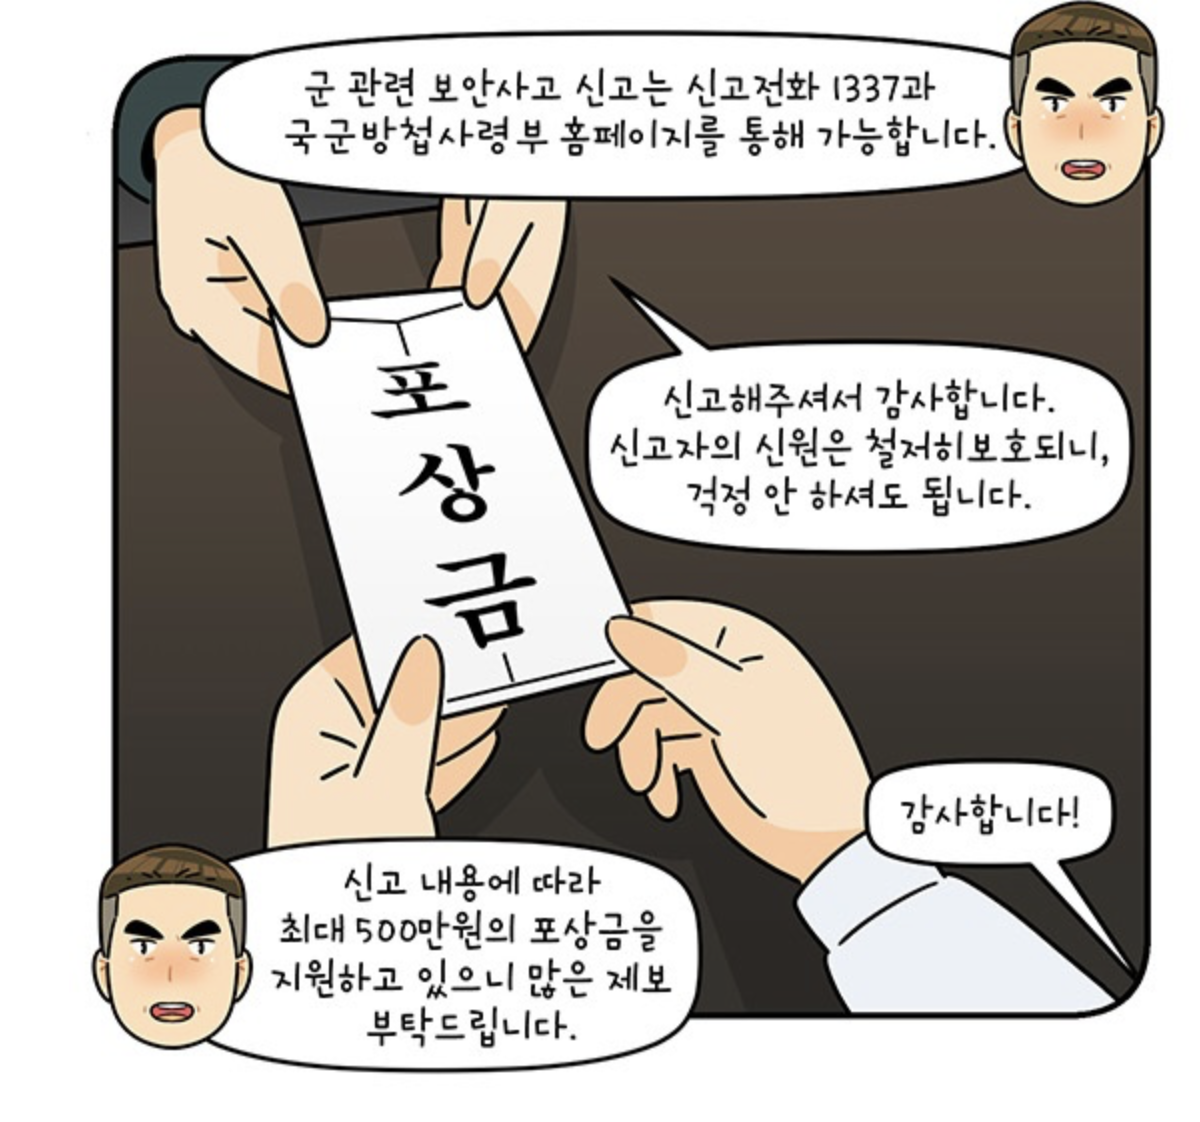 군 관련 보안사고 신고는 신고전화 1337과
국군방첩사령부 홈페이지를 통해 가능합니다.
포
상
금
신고해주셔서 감사합니다.
신고자의 신원은 철저히보호되니,
걱정 안 하셔도 됩니다.
감사합니다!
신고 내용에 따라
최대 500만원의 포상금을
지원하고 있으니 많은 제보
부탁드립니다.